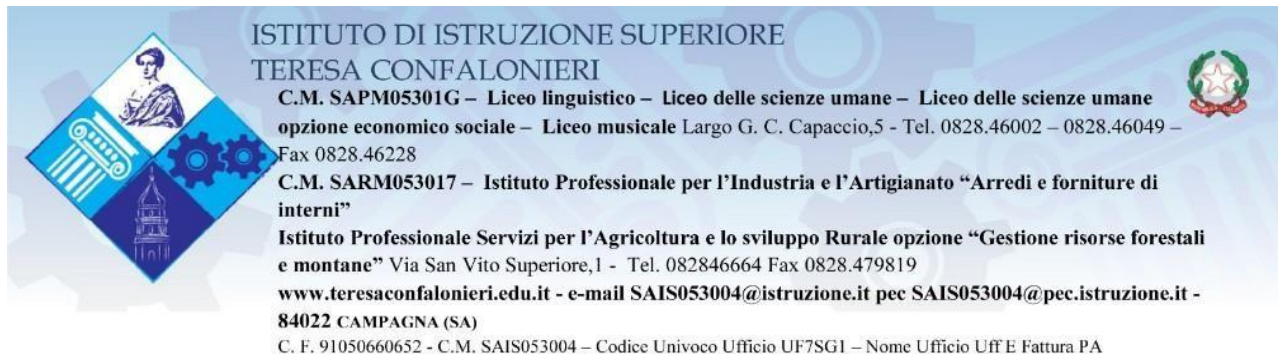 ISTITUTO DI ISTRUZIONE SUPERIORE
TERESA CONFALONIERI
C.M. SAPM05301G – Liceo linguistico – Liceo delle scienze umane – Liceo delle scienze umane
opzione economico sociale – Liceo musicale Largo G. C. Capaccio,5 - Tel. 0828.46002 – 0828.46049 –
Fax 0828.46228
C.M. SARM053017 – Istituto Professionale per l’Industria e l’Artigianato “Arredi e forniture di
interni”
Istituto Professionale Servizi per l’Agricoltura e lo sviluppo Rurale opzione “Gestione risorse forestali
e montane” Via San Vito Superiore,1 - Tel. 082846664 Fax 0828.479819
www.teresaconfalonieri.edu.it - e-mail SAIS053004@istruzione.it pec SAIS053004@pec.istruzione.it -
84022 CAMPAGNA (SA)
C. F. 91050660652 - C.M. SAIS053004 – Codice Univoco Ufficio UF7SG1 – Nome Ufficio Uff E Fattura PA